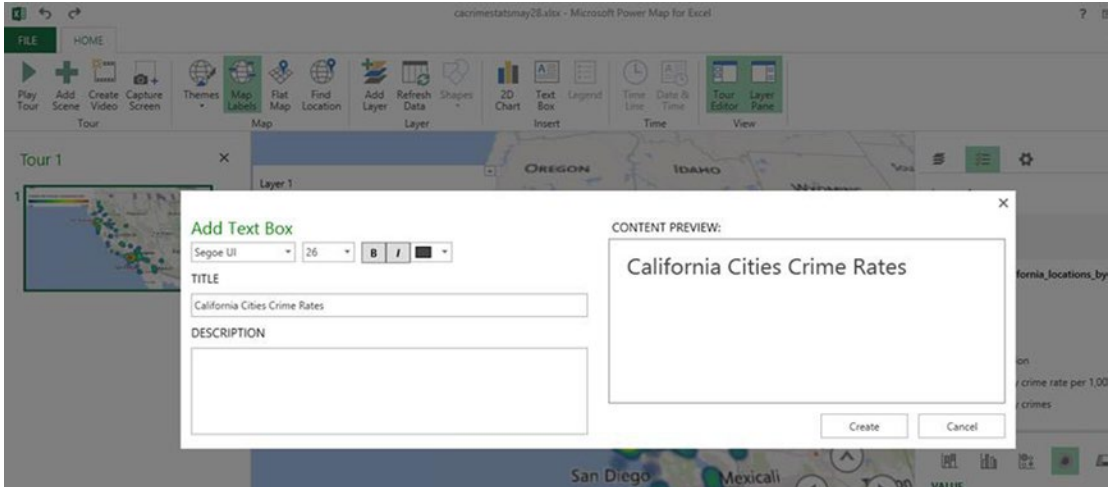 cacrimestatsmay28.xlsx - Microsoft Power Map for Excel
?
FILE HOME
Play Tour
Add Scene
Create Video
Capture Screen
Themes
Map Labels
Flat Map
Find Location
Add Layer
Refresh Data
Shapes
2D Chart
Text Box
Legend
Time Line
Date & Time
Tour Editor
Layer Pane
Tour Map Layer Insert Time View
Tour 1
1
Layer 1
OREGON
IDAHO
WYOMING
Add Text Box
Segoe UI 26 B I
TITLE
California Cities Crime Rates
DESCRIPTION
CONTENT PREVIEW:
California Cities Crime Rates
Create Cancel
fornia_locations_by
on
crime rate per 1,00
crimes
San Diego
Mexicali
VALUE